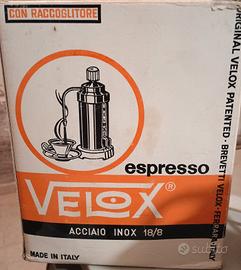 CON RACCOGLITORE
espresso
VELOX®
ACCIAIO INOX 18/8
MADE IN ITALY
ORIGINAL VELOX PATENTED - BREVETTI VELOX - FERRARA - ITALY
subito